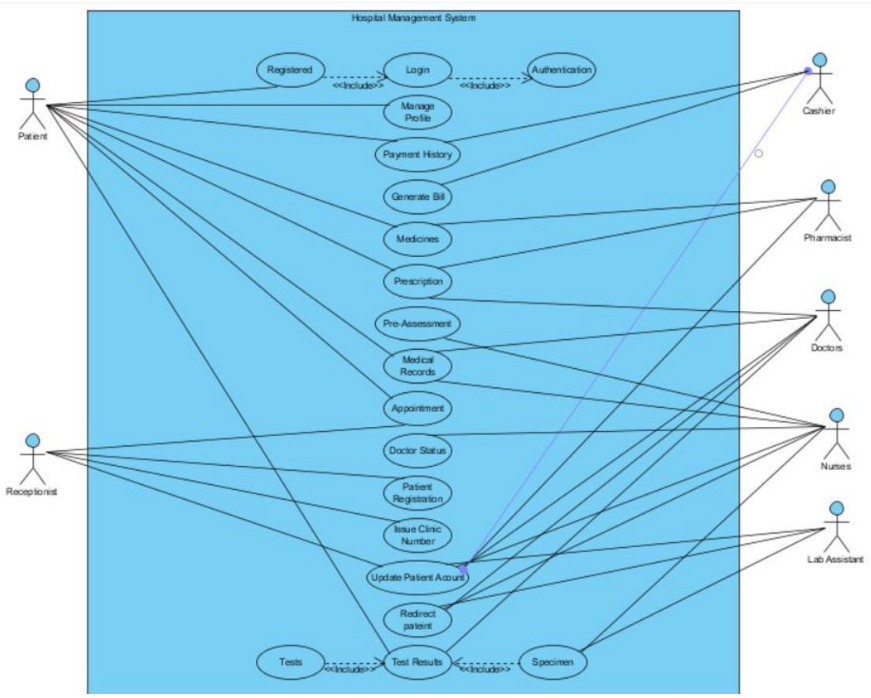 Hospital Management System
Registered
Login
Authentication
<<Include>>
<<Include>>
Manage
Profile
Patient
Cashier
Payment History
Generate Bill
Medicines
Pharmacist
Prescription
Pre-Assessment
Doctors
Medical
Records
Appointment
Doctor Status
Nurses
Receptionist
Patient
Registration
Issue Clinic
Number
Lab Assistant
Update Patient Acount
Redirect
pateint
Tests
<<Include>>
Test Results
<<Include>>
Specimen